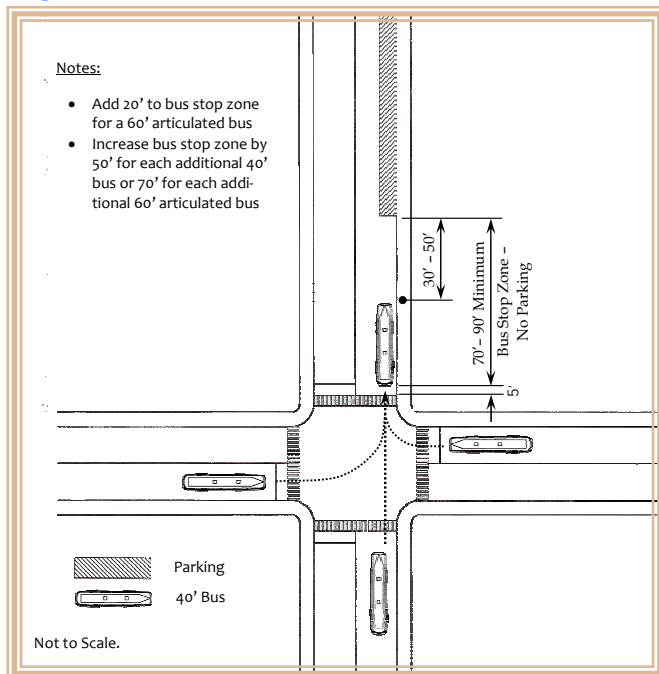 Notes:
• Add 20’ to bus stop zone
for a 60’ articulated bus
• Increase bus stop zone by
50’ for each additional 40’
bus or 70’ for each addi-
tional 60’ articulated bus
30’ – 50’
70’ – 90’ Minimum
Bus Stop Zone –
No Parking
5’
Parking
40’ Bus
Not to Scale.